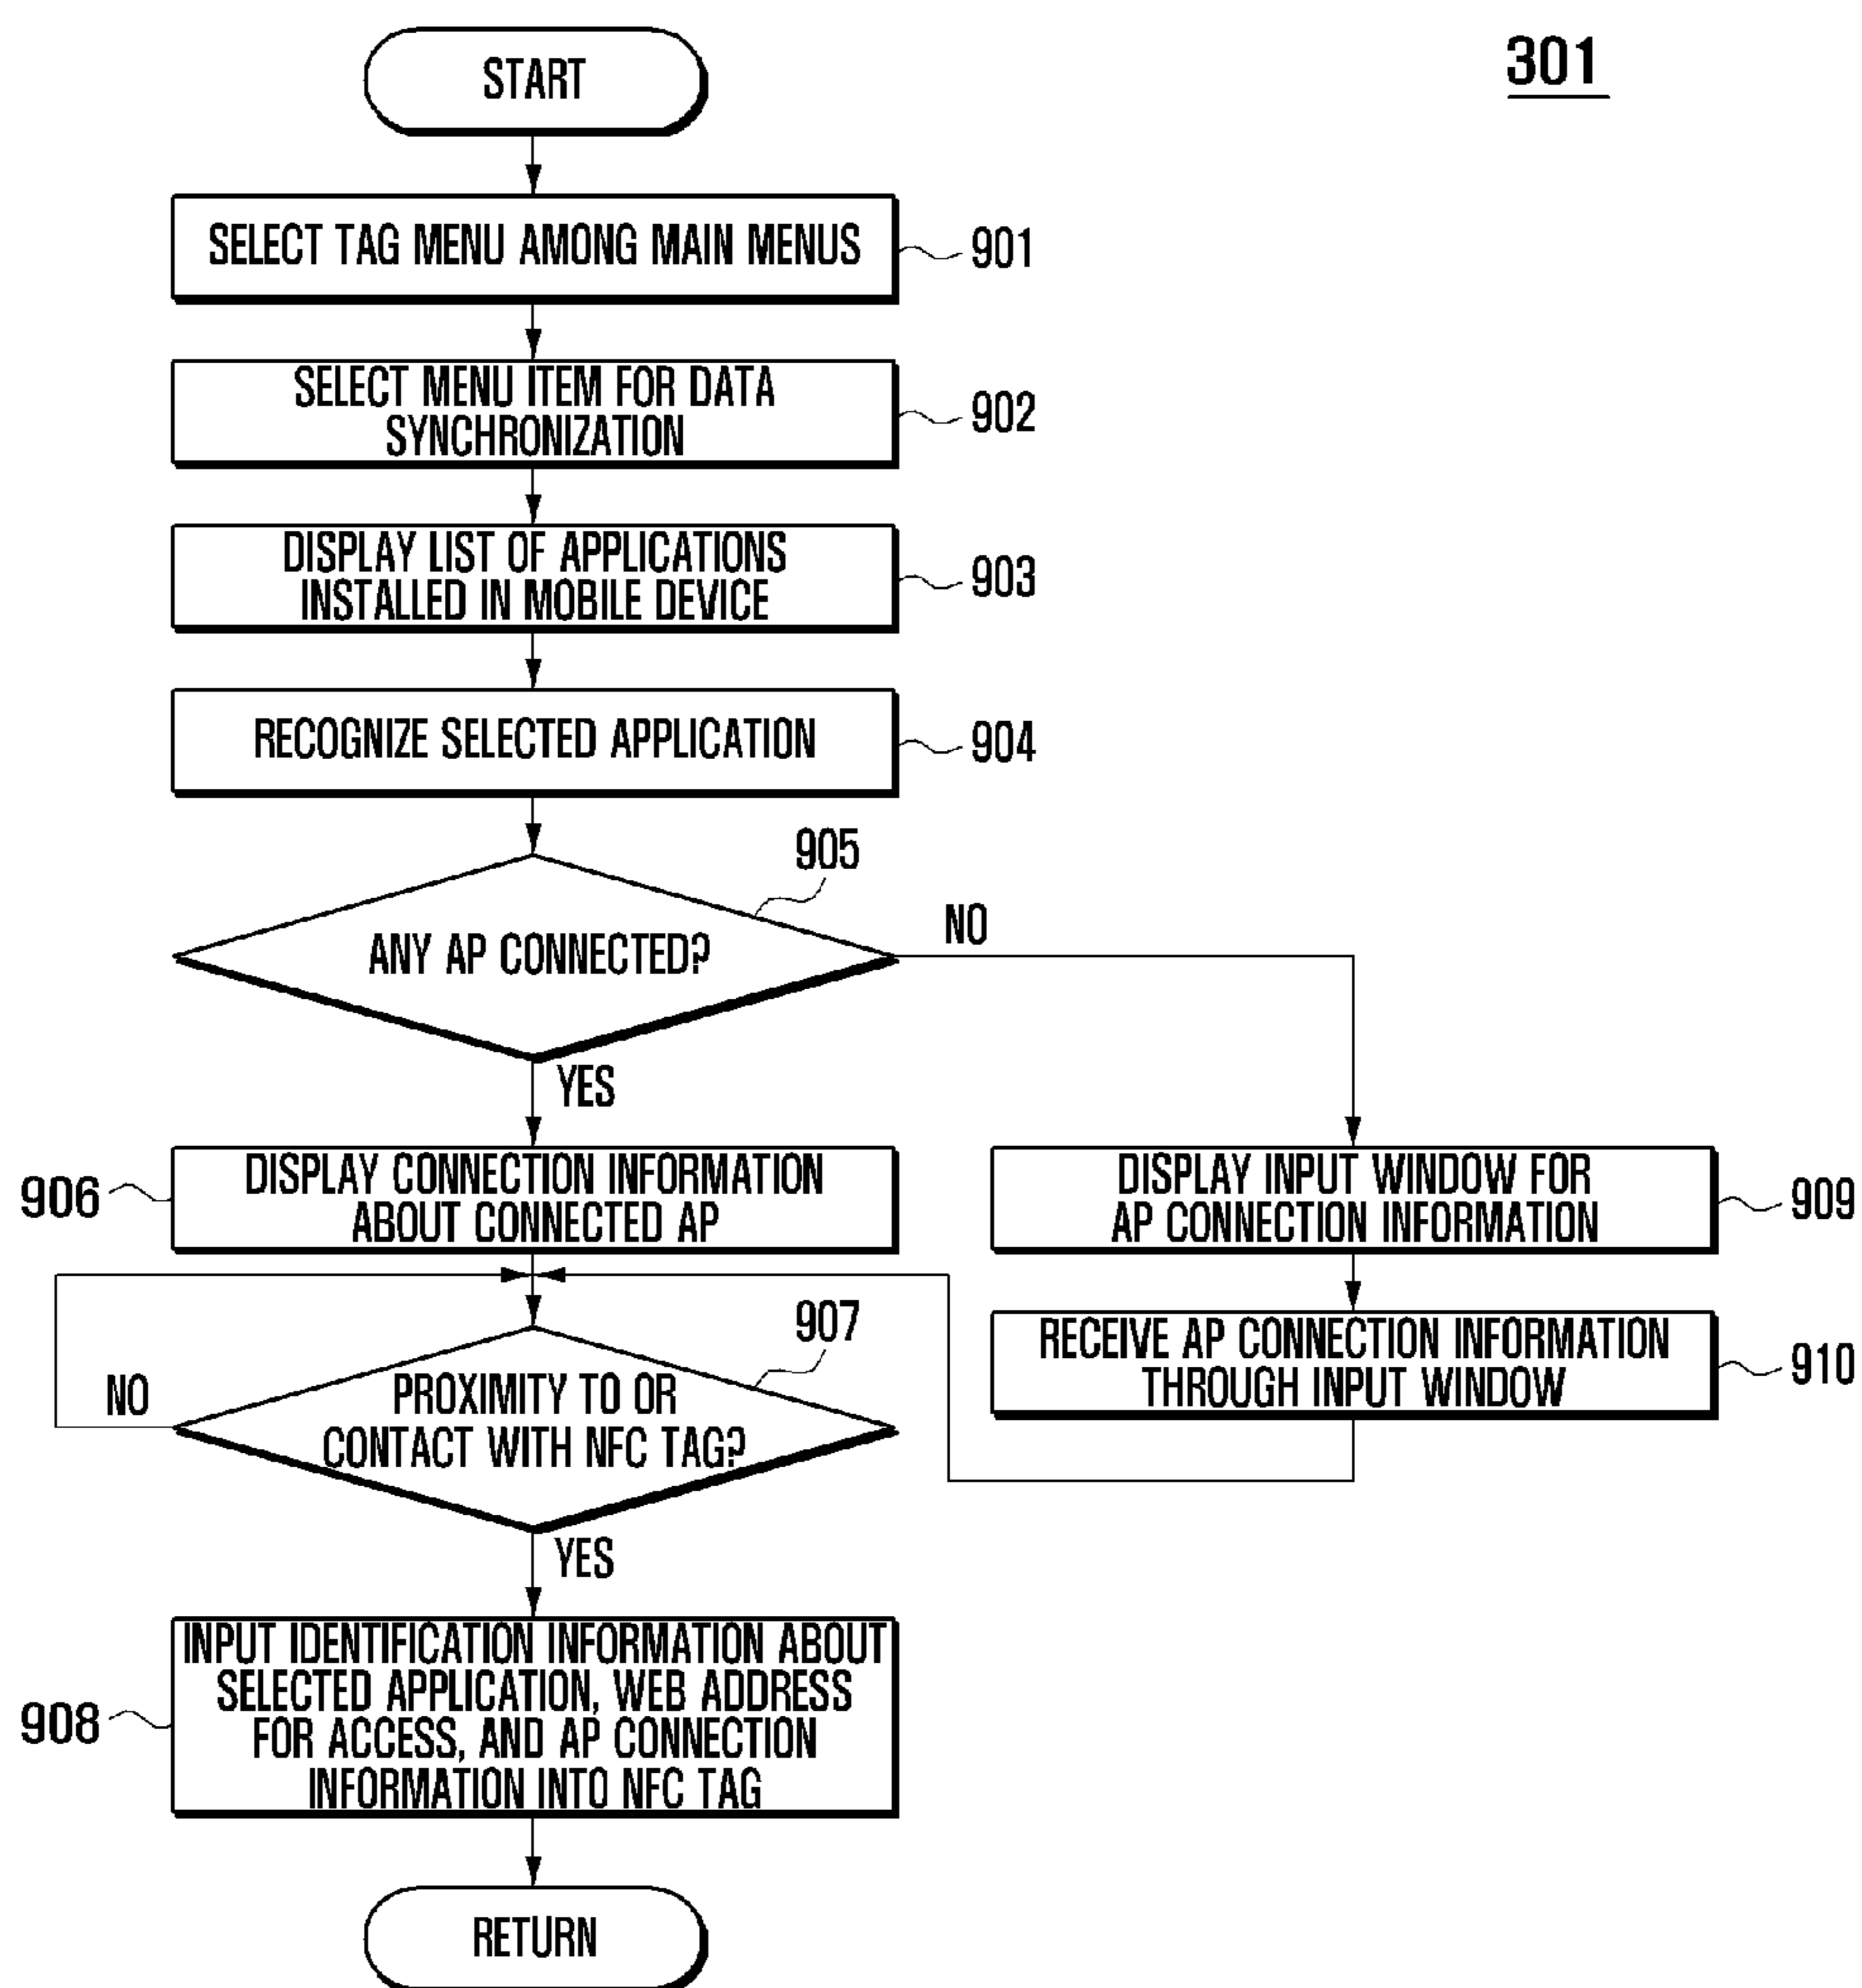 301
START
SELECT TAG MENU AMONG MAIN MENUS
901
SELECT MENU ITEM FOR DATA
SYNCHRONIZATION
902
DISPLAY LIST OF APPLICATIONS
INSTALLED IN MOBILE DEVICE
903
RECOGNIZE SELECTED APPLICATION
904
905
ANY AP CONNECTED?
NO
YES
906
DISPLAY CONNECTION INFORMATION
ABOUT CONNECTED AP
DISPLAY INPUT WINDOW FOR
AP CONNECTION INFORMATION
909
907
PROXIMITY TO OR
CONTACT WITH NFC TAG?
NO
RECEIVE AP CONNECTION INFORMATION
THROUGH INPUT WINDOW
910
YES
908
INPUT IDENTIFICATION INFORMATION ABOUT
SELECTED APPLICATION, WEB ADDRESS
FOR ACCESS, AND AP CONNECTION
INFORMATION INTO NFC TAG
RETURN